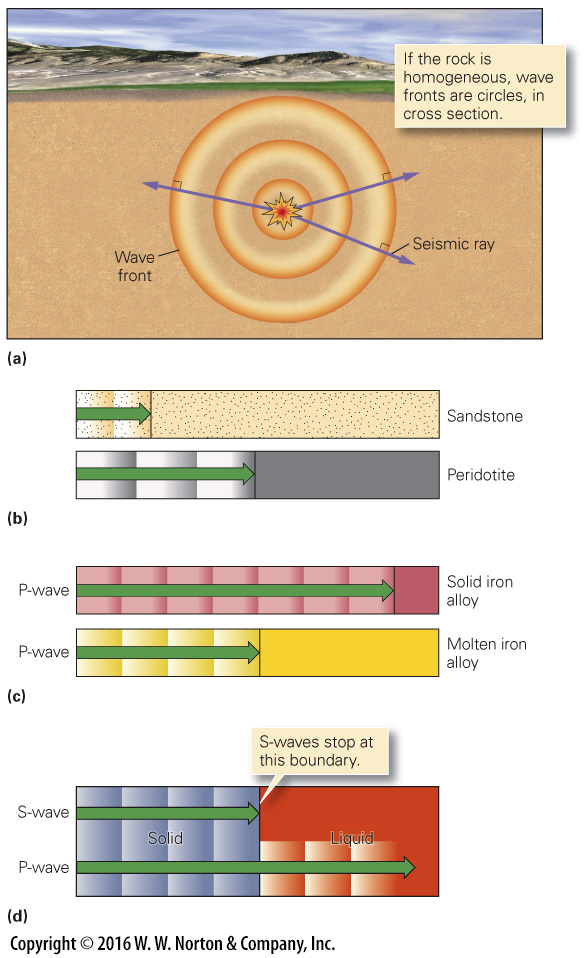 If the rock is
homogeneous, wave
fronts are circles, in
cross section.
Wave
front
Seismic ray
(a)
Sandstone
Peridotite
(b)
P-wave
Solid iron
alloy
P-wave
Molten iron
alloy
(c)
S-waves stop at
this boundary.
S-wave
Solid
Liquid
P-wave
(d)
Copyright © 2016 W. W. Norton & Company, Inc.